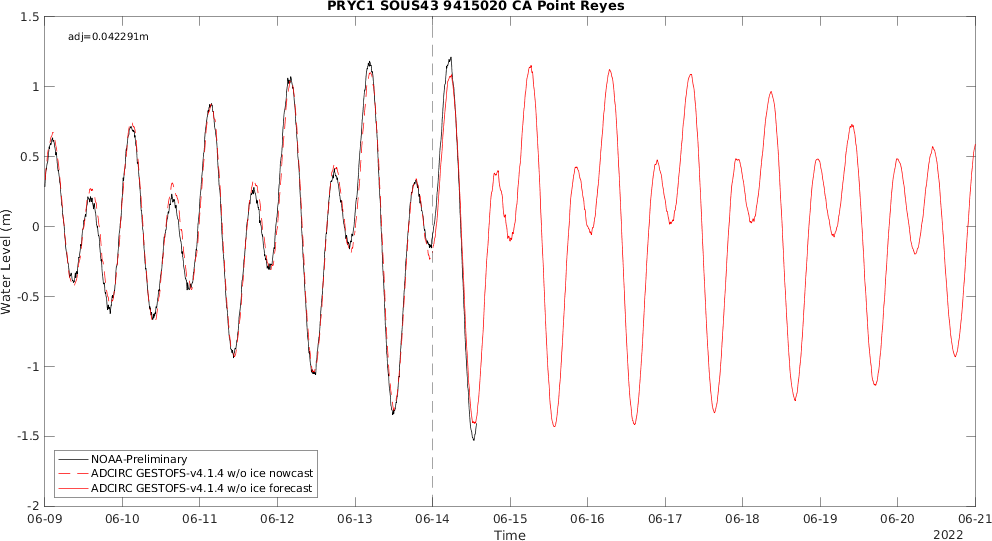 PRYC1 SOUS43 9415020 CA Point Reyes
adj=0.042291m
1.5
1
0.5
0
-0.5
-1
-1.5
-2
Water Level (m)
NOAA-Preliminary
ADCIRC GESTOFS-v4.1.4 w/o ice nowcast
ADCIRC GESTOFS-v4.1.4 w/o ice forecast
06-09 06-10 06-11 06-12 06-13 06-14 06-15 06-16 06-17 06-18 06-19 06-20 06-21
Time
2022